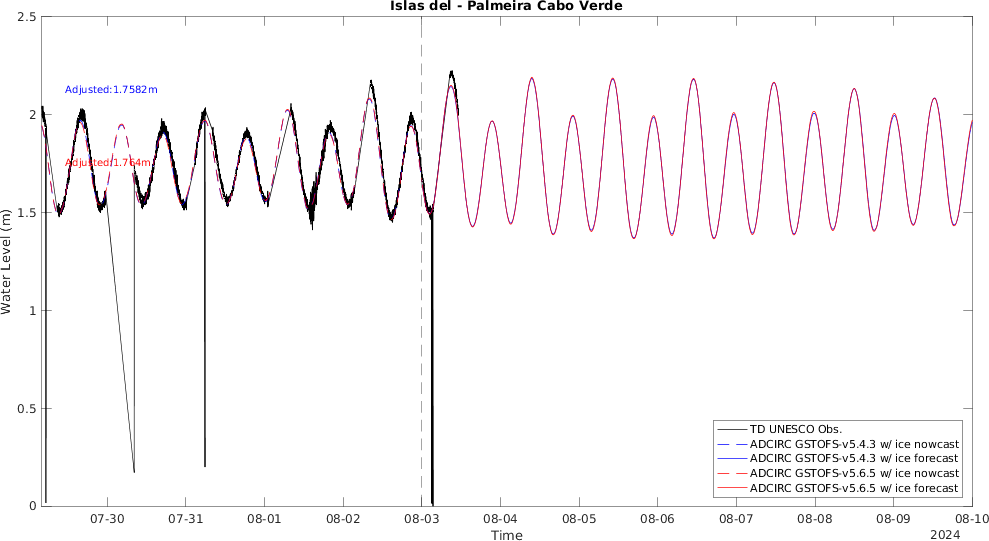 Islas del - Palmeira Cabo Verde
2.5
2
1.5
1
0.5
0
Water Level (m)
Adjusted:1.7582m
Adjusted:1.764m
TD UNESCO Obs.
ADCIRC GSTOFS-v5.4.3 w/ ice nowcast
ADCIRC GSTOFS-v5.4.3 w/ ice forecast
ADCIRC GSTOFS-v5.6.5 w/ ice nowcast
ADCIRC GSTOFS-v5.6.5 w/ ice forecast
07-30 07-31 08-01 08-02 08-03 08-04 08-05 08-06 08-07 08-08 08-09 08-10
Time
2024